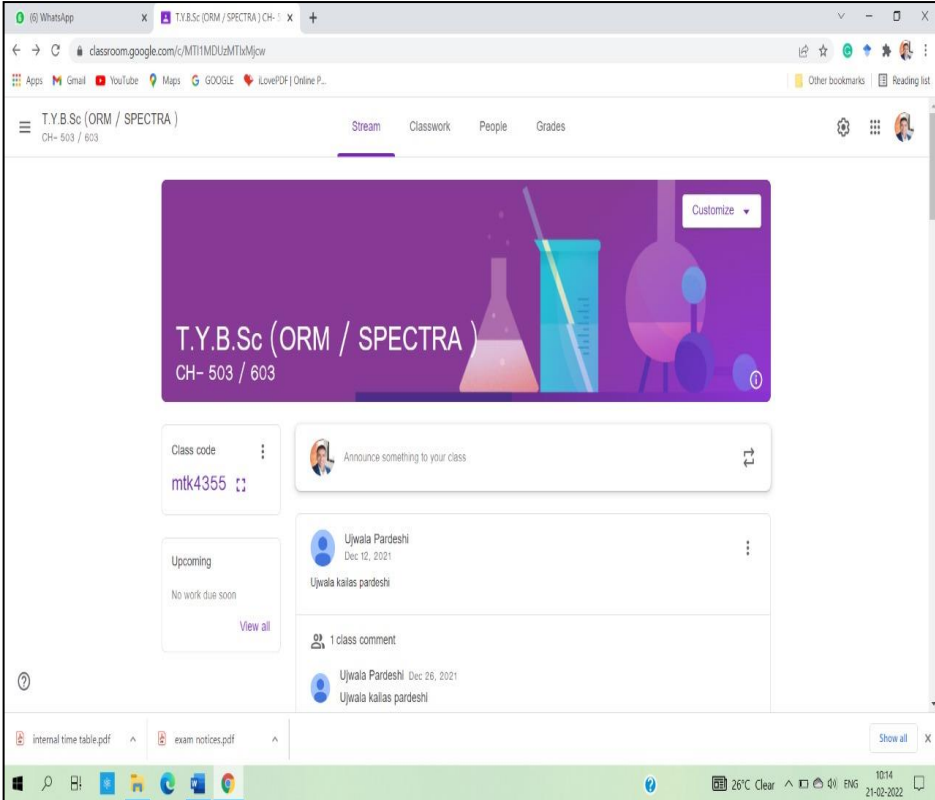 (6) WhatsApp
T.Y.B.Sc (ORM / SPECTRA ) CH- 5
classroom.google.com/c/MTI1MDUzMTIxMjcw
Apps Gmail YouTube Maps GOOGLE iLovePDF | Online P... Other bookmarks Reading list
T.Y.B.Sc (ORM / SPECTRA )
CH- 503 / 603
Stream Classwork People Grades
Customize
T.Y.B.Sc (ORM / SPECTRA )
CH- 503 / 603
Class code
mtk4355
Announce something to your class
Upcoming
No work due soon
View all
Ujwala Pardeshi
Dec 12, 2021
Ujwala kailas pardeshi
1 class comment
Ujwala Pardeshi Dec 26, 2021
Ujwala kailas pardeshi
internal time table.pdf exam notices.pdf Show all
26°C Clear ENG 10:14
21-02-2022